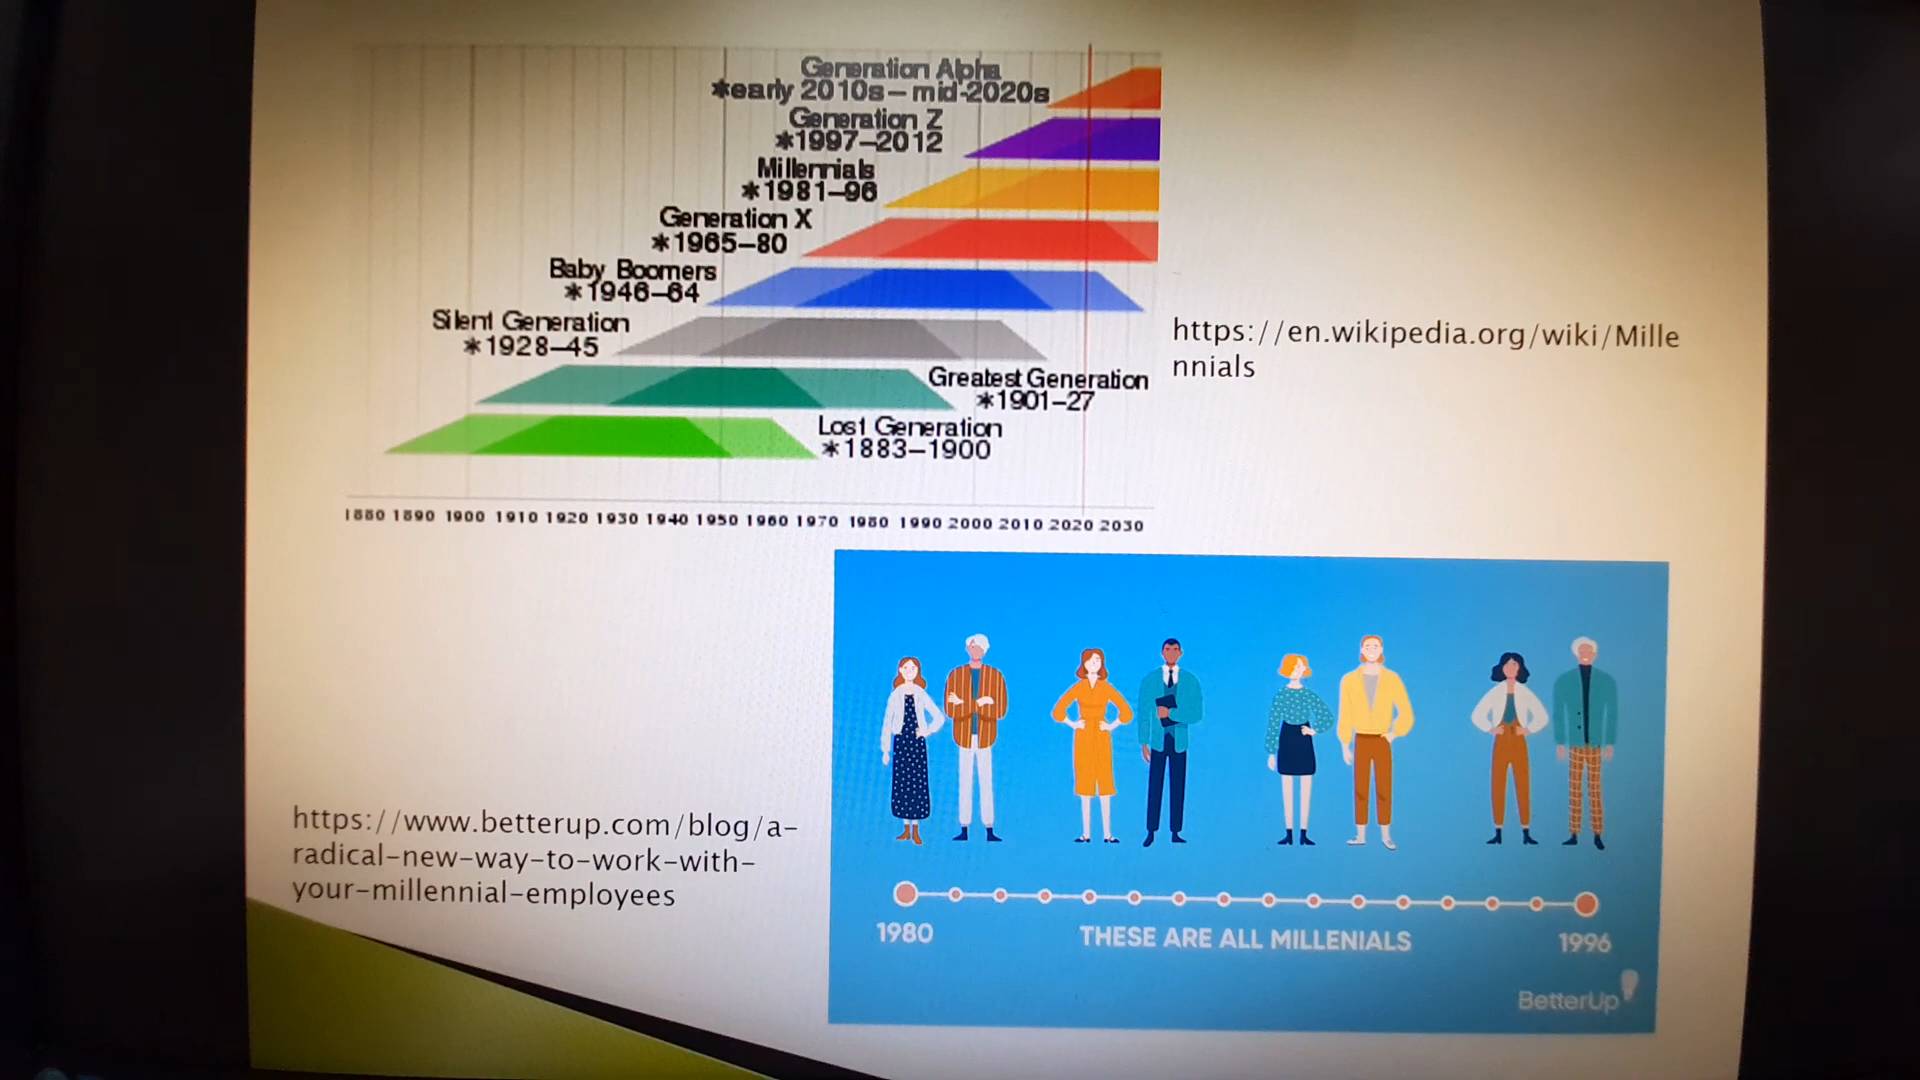 Generation Alpha
*early 2010s–mid-2020s
Generation Z
*1997–2012
Millennials
*1981–96
Generation X
*1965–80
Baby Boomers
*1946–64
Silent Generation
*1928–45
Greatest Generation
*1901–27
Lost Generation
*1883–1900
1880 1890 1900 1910 1920 1930 1940 1950 1960 1970 1980 1990 2000 2010 2020 2030
https://en.wikipedia.org/wiki/Mille
nnials
https://www.betterup.com/blog/a-
radical-new-way-to-work-with-
your-millennial-employees
1980
THESE ARE ALL MILLENIALS
1996
BetterUp